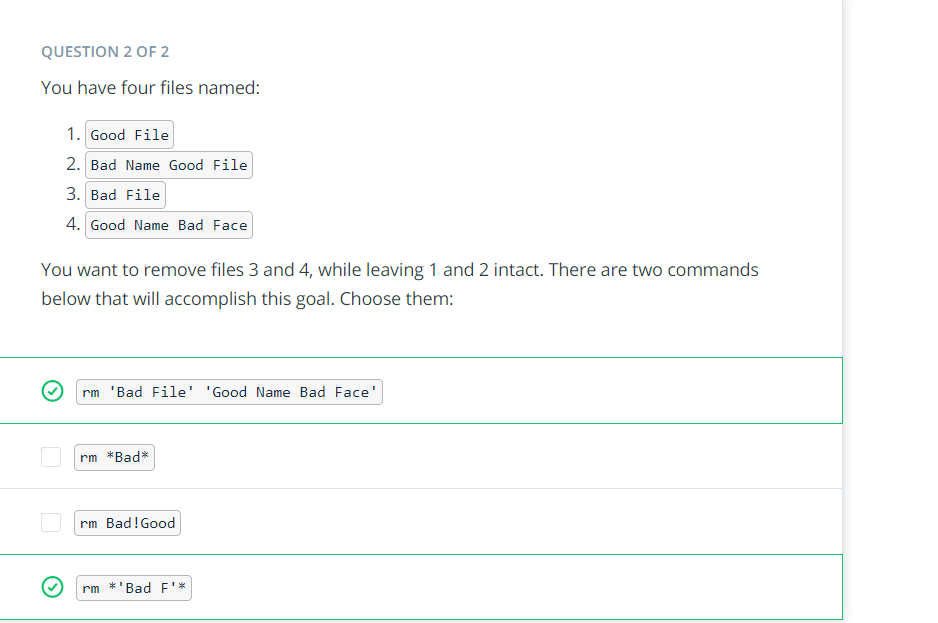 QUESTION 2 OF 2
You have four files named:
1. Good File
2. Bad Name Good File
3. Bad File
4. Good Name Bad Face
You want to remove files 3 and 4, while leaving 1 and 2 intact. There are two commands
below that will accomplish this goal. Choose them:
rm 'Bad File' 'Good Name Bad Face'
rm *Bad*
rm Bad!Good
rm *'Bad F'*